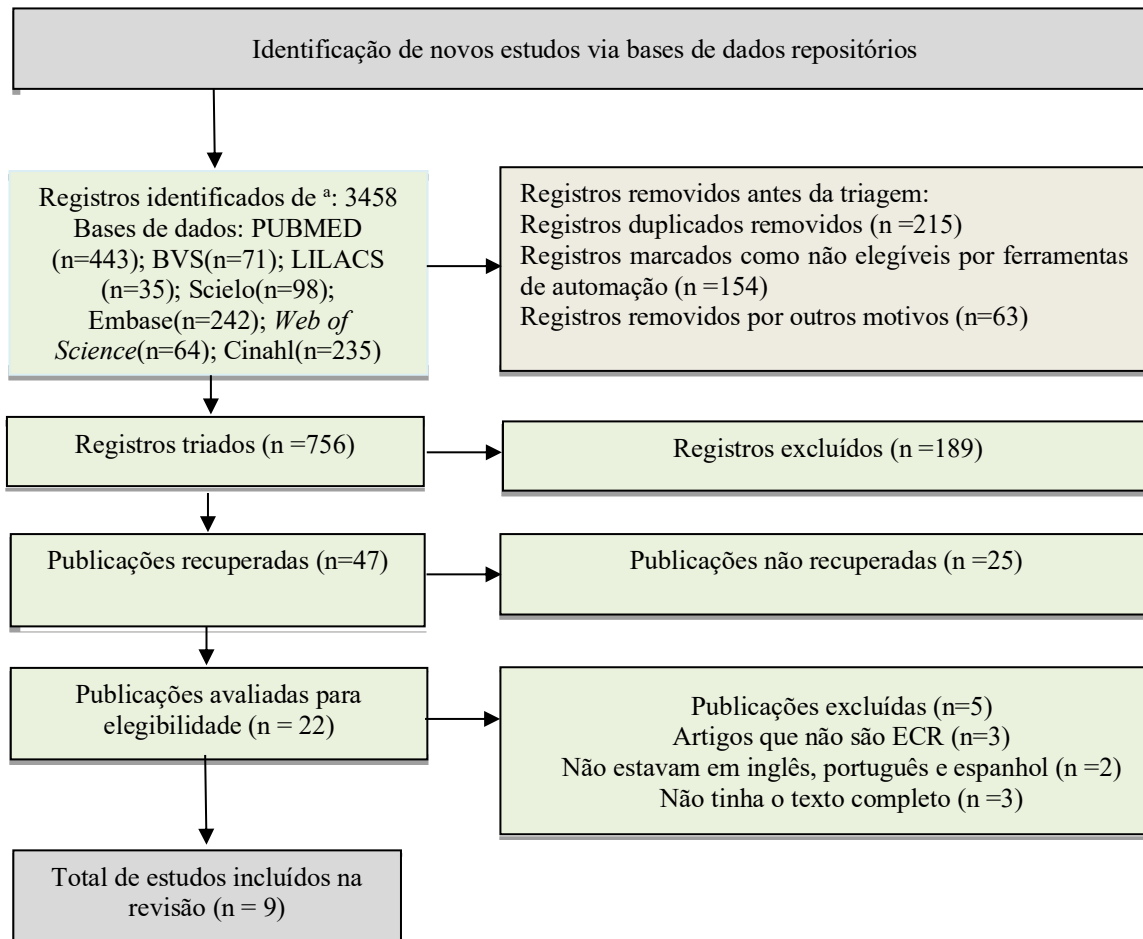 Identificação de novos estudos via bases de dados repositórios
Registros identificados de ª: 3458
Bases de dados: PUBMED
(n=443); BVS(n=71); LILACS
(n=35); Scielo(n=98);
Embase(n=242); Web of
Science(n=64); Cinahl(n=235)
Registros removidos antes da triagem:
Registros duplicados removidos (n =215)
Registros marcados como não elegíveis por ferramentas
de automação (n =154)
Registros removidos por outros motivos (n=63)
Registros triados (n =756)
Registros excluídos (n =189)
Publicações recuperadas (n=47)
Publicações não recuperadas (n =25)
Publicações avaliadas para
elegibilidade (n = 22)
Publicações excluídas (n=5)
Artigos que não são ECR (n=3)
Não estavam em inglês, português e espanhol (n =2)
Não tinha o texto completo (n =3)
Total de estudos incluídos na
revisão (n = 9)